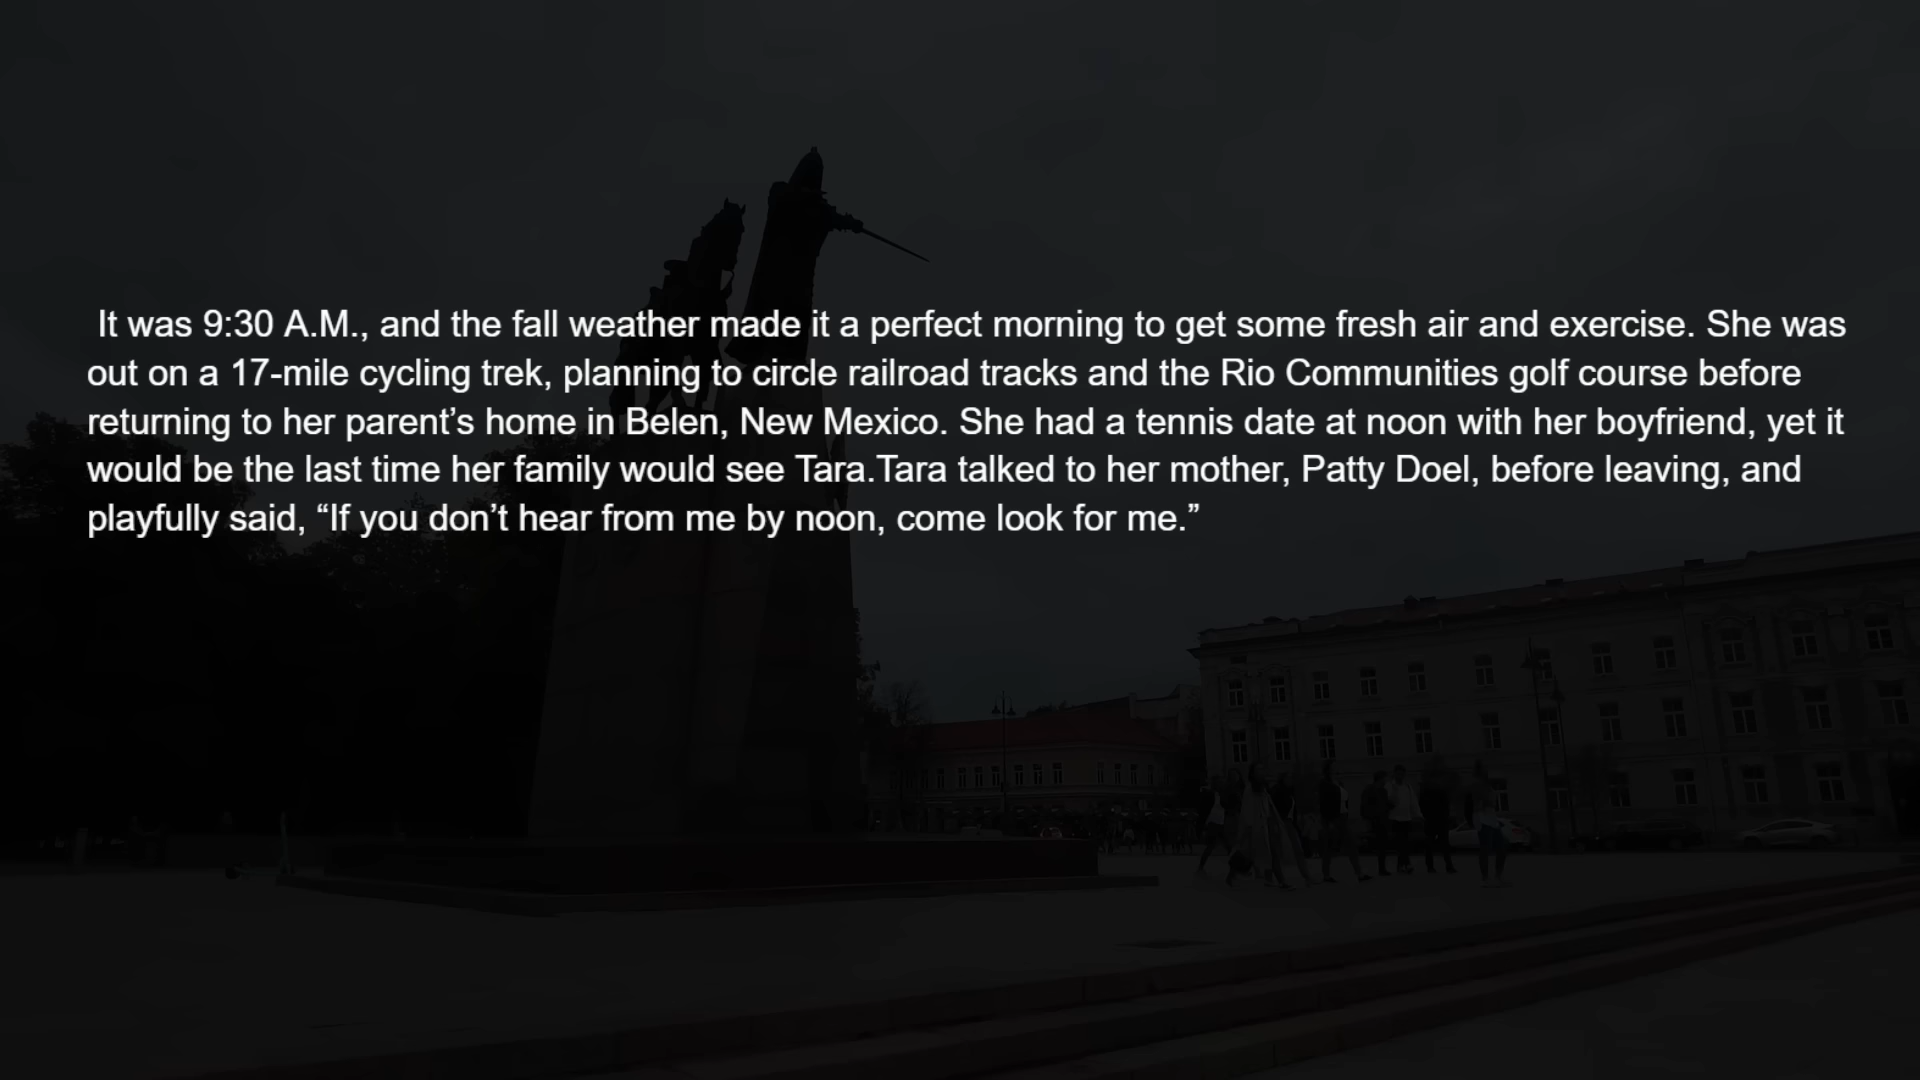 It was 9:30 A.M., and the fall weather made it a perfect morning to get some fresh air and exercise. She was
out on a 17-mile cycling trek, planning to circle railroad tracks and the Rio Communities golf course before
returning to her parent’s home in Belen, New Mexico. She had a tennis date at noon with her boyfriend, yet it
would be the last time her family would see Tara.Tara talked to her mother, Patty Doel, before leaving, and
playfully said, “If you don’t hear from me by noon, come look for me.”